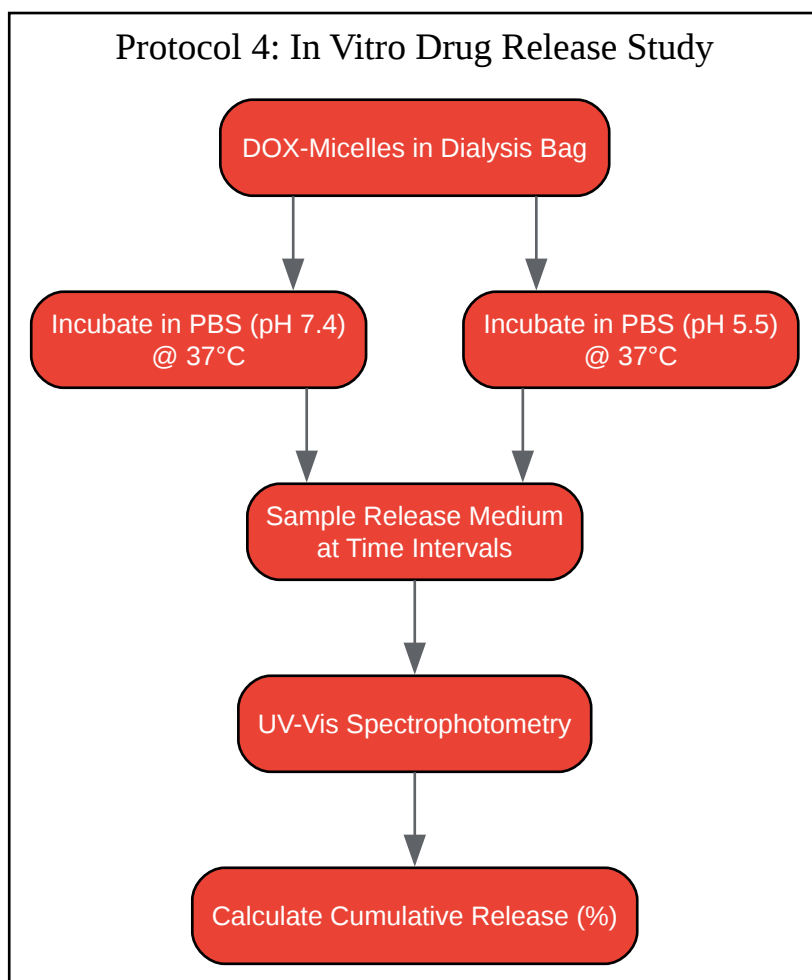 Protocol 4: In Vitro Drug Release Study
DOX-Micelles in Dialysis Bag
Incubate in PBS (pH 7.4)
@ 37°C
Incubate in PBS (pH 5.5)
@ 37°C
Sample Release Medium
at Time Intervals
UV-Vis Spectrophotometry
Calculate Cumulative Release (%)